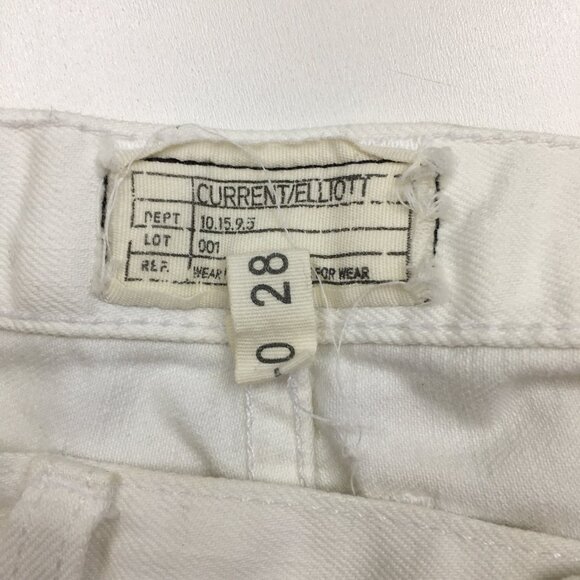 CURRENT/ELLIOTT
DEPT 10.15.9.5
LOT 001
REF. WEAR FOR WEAR
28
0